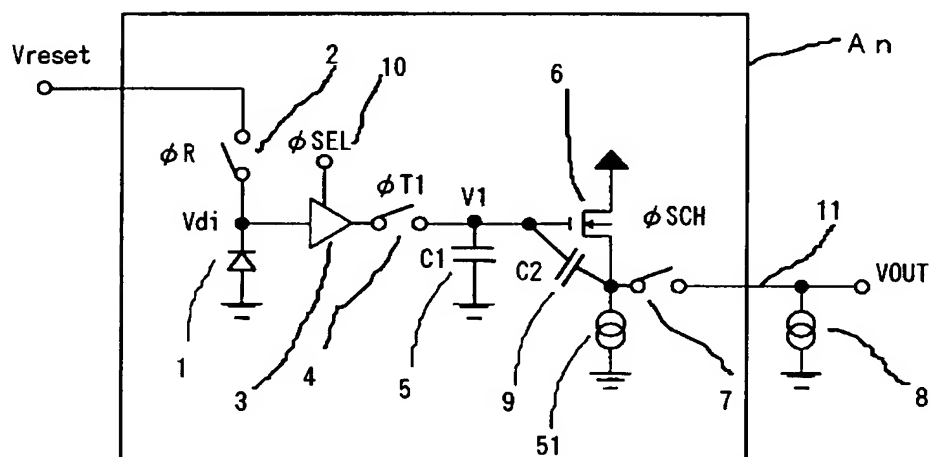 An
Vreset
2
10
6
φSEL
φR
φT1
V1
φSCH
11
Vdi
C1
C2
VOUT
1
3
4
5
9
51
7
8